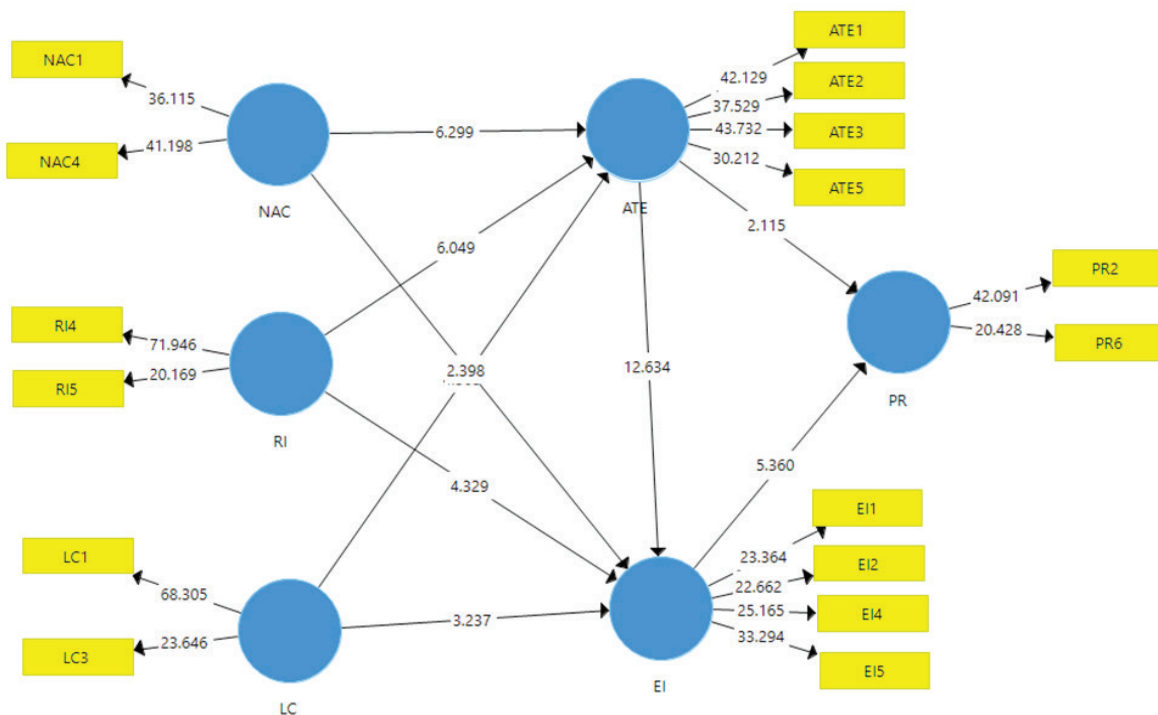 ATE1
NAC1
42.129
ATE2
36.115
37.529
6.299
ATE3
43.732
41.198
NAC4
30.212
ATE5
NAC
ATE
2.115
6.049
PR2
42.091
RI4
71.946
20.428
PR6
2.398
12.634
20.169
RI5
PR
RI
5.360
4.329
EI1
LC1
23.364
EI2
22.662
68.305
25.165
EI4
3.237
33.294
23.646
LC3
EI5
EI
LC